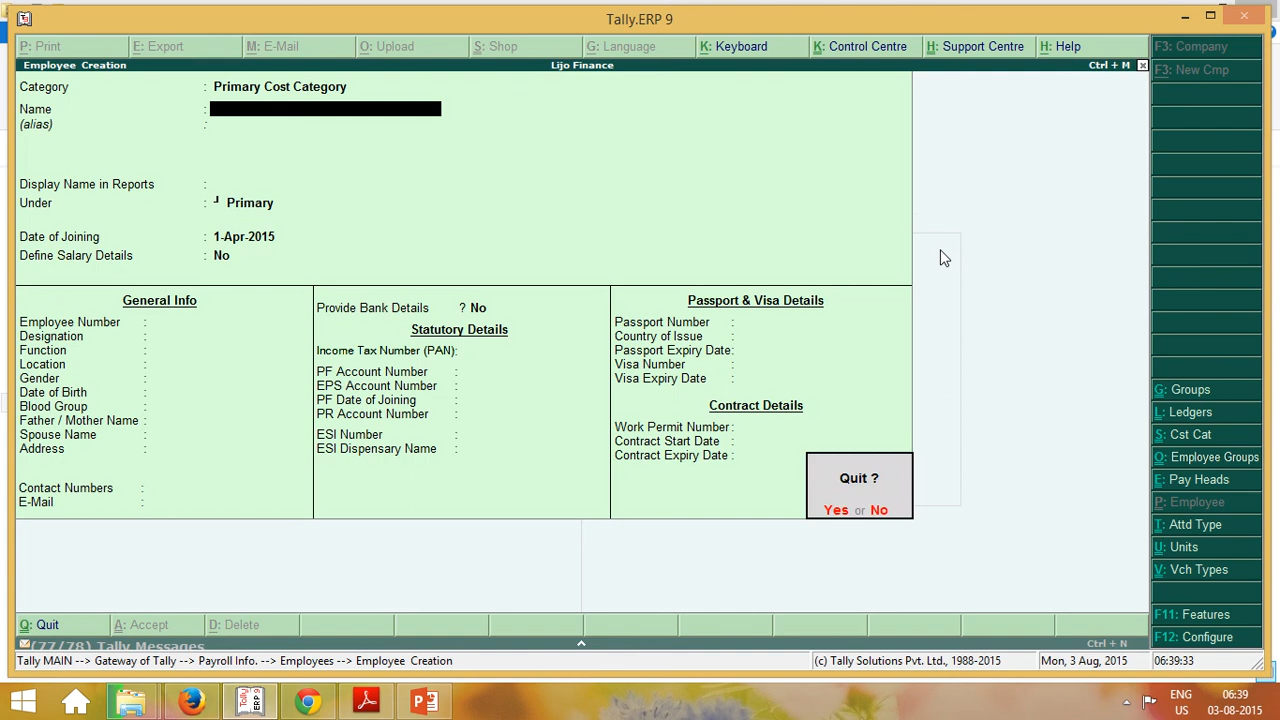 Tally.ERP 9
P: Print E: Export M: E-Mail O: Upload S: Shop G: Language K: Keyboard K: Control Centre H: Support Centre H: Help
F3: Company
Employee Creation Lijo Finance Ctrl + M
F3: New Cmp
Category : Primary Cost Category
Name :
(alias) :
Display Name in Reports :
Under : ┘ Primary
Date of Joining : 1-Apr-2015
Define Salary Details : No
General Info
Employee Number :
Designation :
Function :
Location :
Gender :
Date of Birth :
Blood Group :
Father / Mother Name :
Spouse Name :
Address :
Contact Numbers :
E-Mail :
Provide Bank Details ? No
Statutory Details
Income Tax Number (PAN):
PF Account Number :
EPS Account Number :
PF Date of Joining :
PR Account Number :
ESI Number :
ESI Dispensary Name :
Passport & Visa Details
Passport Number :
Country of Issue :
Passport Expiry Date:
Visa Number :
Visa Expiry Date :
Contract Details
Work Permit Number:
Contract Start Date :
Contract Expiry Date :
Quit ?
Yes or No
G: Groups
L: Ledgers
S: Cst Cat
O: Employee Groups
E: Pay Heads
P: Employee
T: Attd Type
U: Units
V: Vch Types
F11: Features
F12: Configure
Q: Quit A: Accept D: Delete
(77/78) Tally Messages Ctrl + N
Tally MAIN --> Gateway of Tally --> Payroll Info. --> Employees --> Employee Creation (c) Tally Solutions Pvt. Ltd., 1988-2015 Mon, 3 Aug, 2015 06:39:33
Tally
ERP 9
ENG
US
06:39
03-08-2015